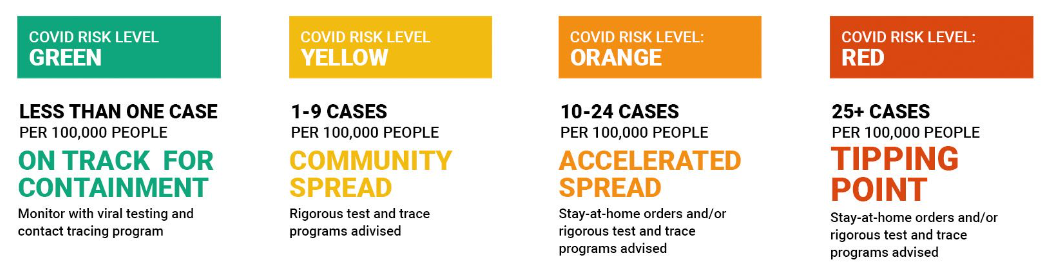 COVID RISK LEVEL
GREEN
LESS THAN ONE CASE
PER 100,000 PEOPLE
ON TRACK FOR
CONTAINMENT
Monitor with viral testing and
contact tracing program
COVID RISK LEVEL
YELLOW
1-9 CASES
PER 100,000 PEOPLE
COMMUNITY
SPREAD
Rigorous test and trace
programs adivised
COVID RISK LEVEL:
ORANGE
10-24 CASES
PER 100,000 PEOPLE
ACCELERATED
SPREAD
Stay-at-home orders and/or
rigorous test and trace
programs advised
COVID RISK LEVEL:
RED
25+ CASES
PER 100,000 PEOPLE
TIPPING
POINT
Stay-at-home orders and/or
rigorous test and trace
programs advised